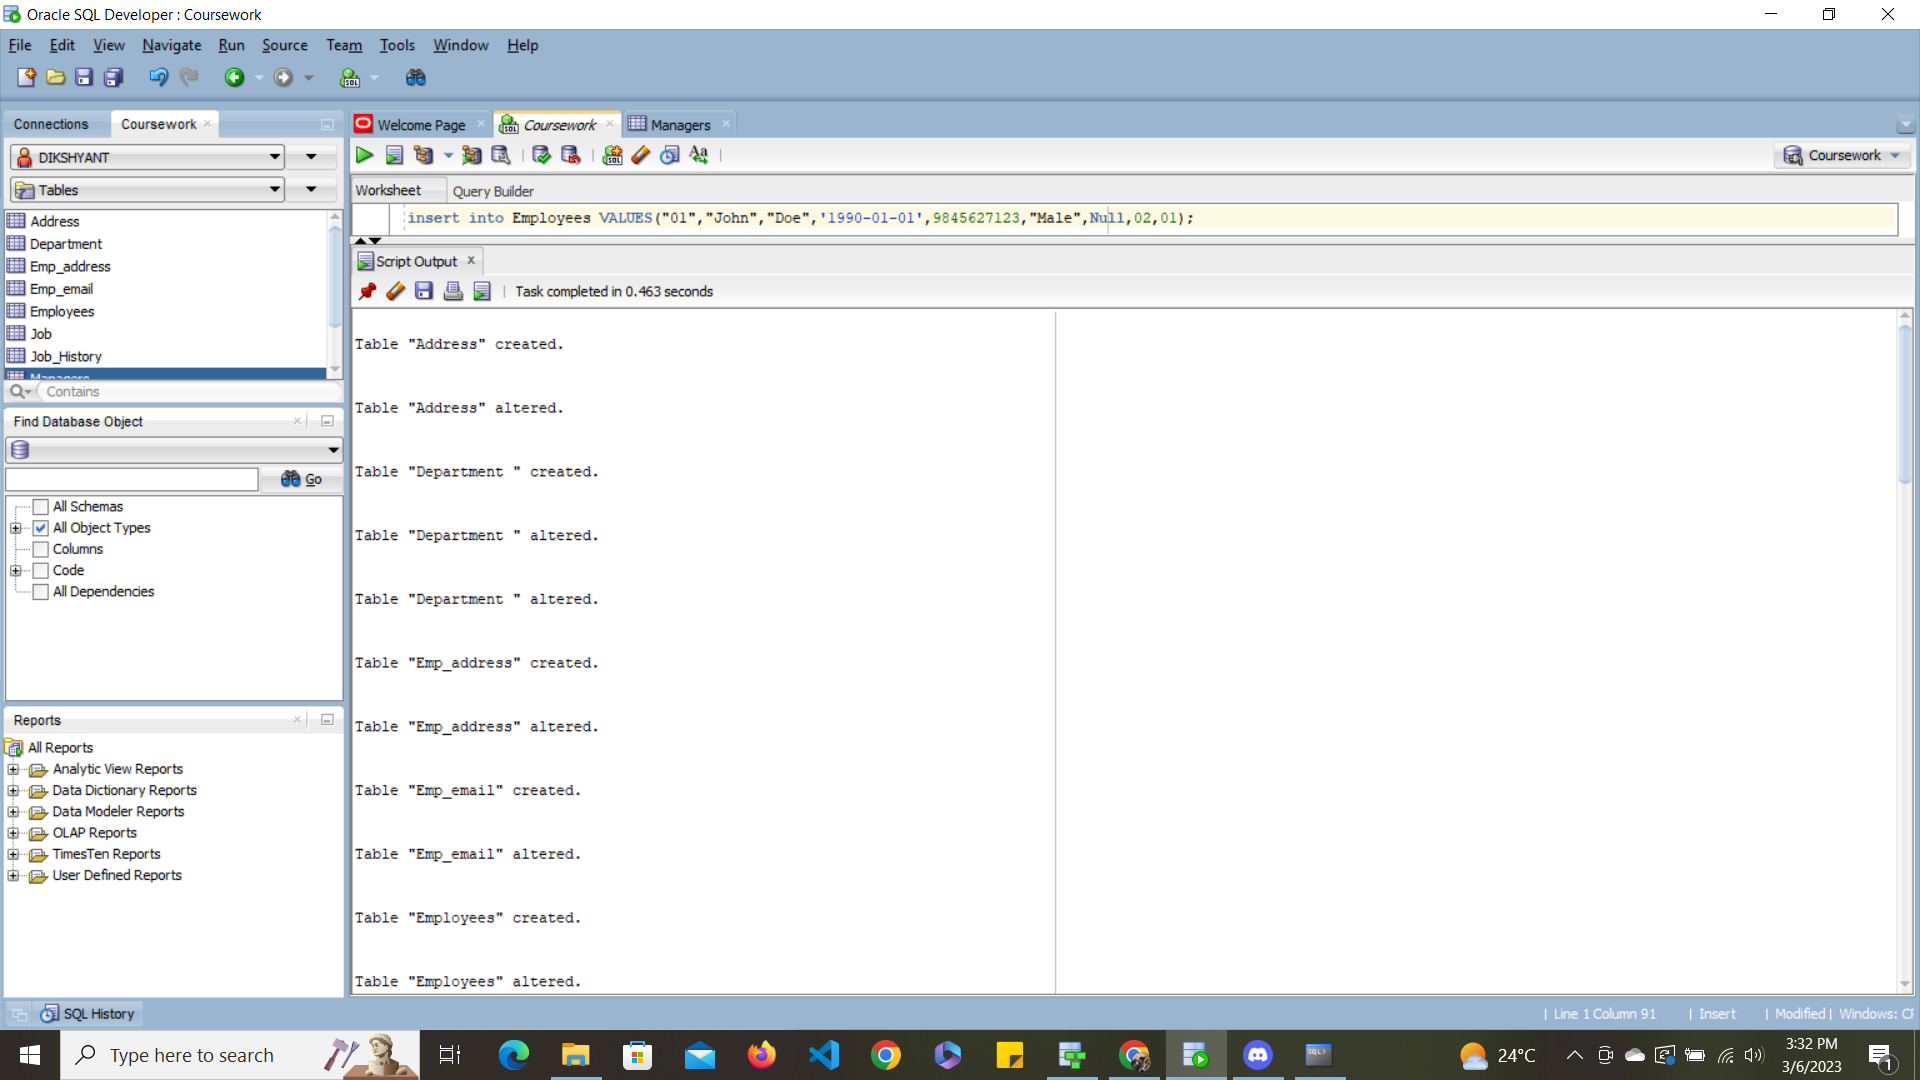 Oracle SQL Developer : Coursework
File Edit View Navigate Run Source Team Tools Window Help
Connections Coursework
Welcome Page Coursework Managers
DIKSHYANT
Coursework
Tables
Worksheet Query Builder
insert into Employees VALUES("01","John","Doe",'1990-01-01',9845627123,"Male",Null,02,01);
Address
Department
Emp_address
Emp_email
Employees
Job
Job_History
Managers
Contains
Script Output
Task completed in 0.463 seconds
Find Database Object
Go
All Schemas
All Object Types
Columns
Code
All Dependencies
Reports
All Reports
Analytic View Reports
Data Dictionary Reports
Data Modeler Reports
OLAP Reports
TimesTen Reports
User Defined Reports
Table "Address" created.
Table "Address" altered.
Table "Department " created.
Table "Department " altered.
Table "Department " altered.
Table "Emp_address" created.
Table "Emp_address" altered.
Table "Emp_email" created.
Table "Emp_email" altered.
Table "Employees" created.
Table "Employees" altered.
SQL History
| Line 1 Column 91 | Insert | Modified | Windows: CF
Type here to search
24°C
3:32 PM
3/6/2023
1